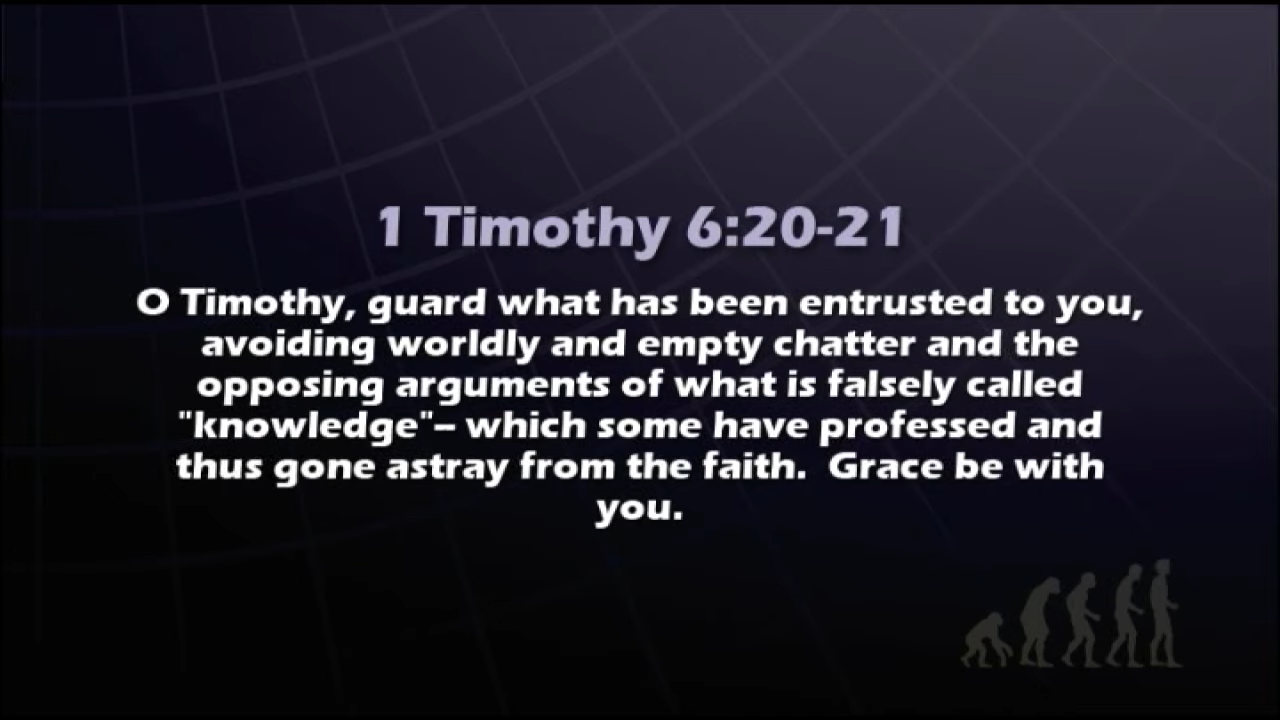 1 Timothy 6:20-21
O Timothy, guard what has been entrusted to you,
avoiding worldly and empty chatter and the
opposing arguments of what is falsely called
"knowledge"– which some have professed and
thus gone astray from the faith.  Grace be with
you.